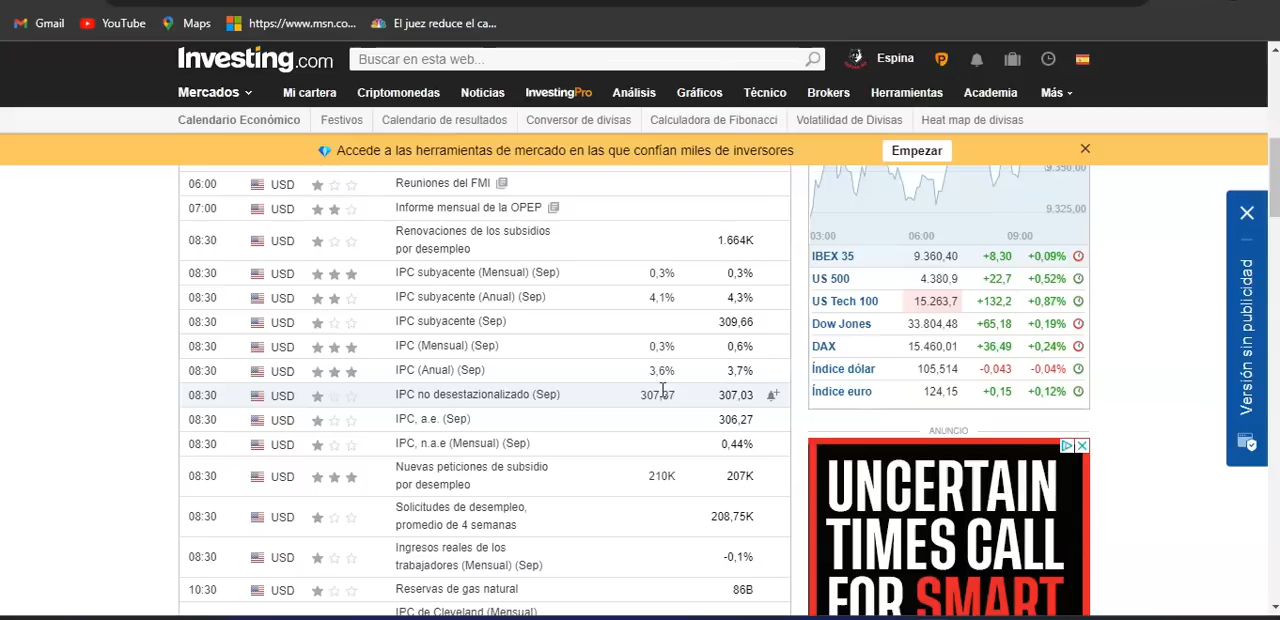 Gmail YouTube Maps https://www.msn.co... El juez reduce el ca...
Investing.com Buscar en esta web... Espina
Mercados Mi cartera Criptomonedas Noticias InvestingPro Análisis Gráficos Técnico Brokers Herramientas Academia Más
Calendario Económico Festivos Calendario de resultados Conversor de divisas Calculadora de Fibonacci Volatilidad de Divisas Heat map de divisas
Accede a las herramientas de mercado en las que confían miles de inversores Empezar
06:00 USD Reuniones del FMI
07:00 USD Informe mensual de la OPEP
08:30 USD Renovaciones de los subsidios
por desempleo 1.664K
08:30 USD IPC subyacente (Mensual) (Sep) 0,3% 0,3%
08:30 USD IPC subyacente (Anual) (Sep) 4,1% 4,3%
08:30 USD IPC subyacente (Sep) 309,66
08:30 USD IPC (Mensual) (Sep) 0,3% 0,6%
08:30 USD IPC (Anual) (Sep) 3,6% 3,7%
08:30 USD IPC no desestazionalizado (Sep) 307,03
08:30 USD IPC, a.e. (Sep) 306,27
08:30 USD IPC, n.a.e (Mensual) (Sep) 0,44%
08:30 USD Nuevas peticiones de subsidio
por desempleo 210K 207K
08:30 USD Solicitudes de desempleo,
promedio de 4 semanas 208,75K
08:30 USD Ingresos reales de los
trabajadores (Mensual) (Sep) -0,1%
10:30 USD Reservas de gas natural 86B
IPC de Cleveland (Mensual)
9.350,00
9.325,00
03:00 06:00 09:00
IBEX 35 9.360,40 +8,30 +0,09%
US 500 4.380,9 +22,7 +0,52%
US Tech 100 15.263,7 +132,2 +0,87%
Dow Jones 33.804,48 +65,18 +0,19%
DAX 15.460,01 +36,49 +0,24%
Índice dólar 105,514 -0,043 -0,04%
Índice euro 124,15 +0,15 +0,12%
ANUNCIO
UNCERTAIN
TIMES CALL
FOR SMART
Versión sin publicidad